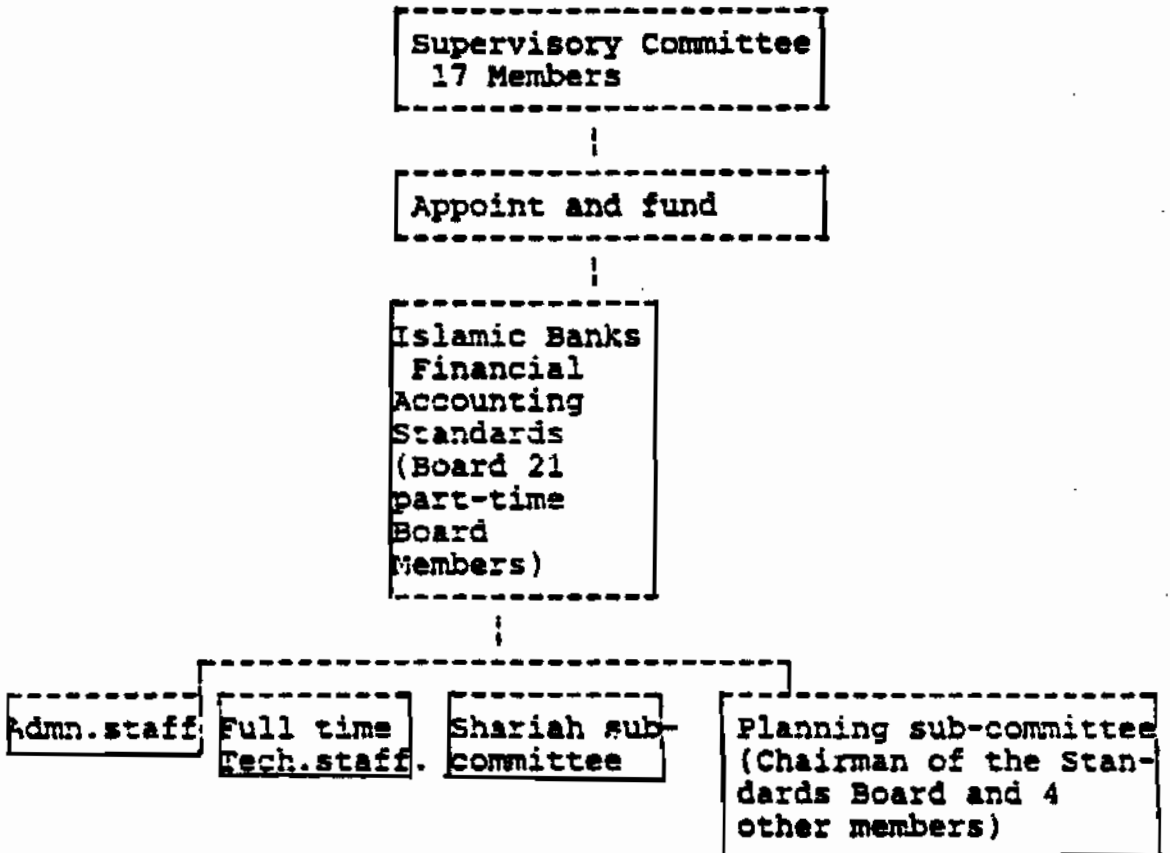 Supervisory Committee
17 Members
Appoint and fund
Islamic Banks
Financial
Accounting
Standards
(Board 21
part-time
Board
Members)
Admn.staff
Full time
Tech.staff.
Shariah sub-
committee
Planning sub-committee
(Chairman of the Stan-
dards Board and 4
other members)